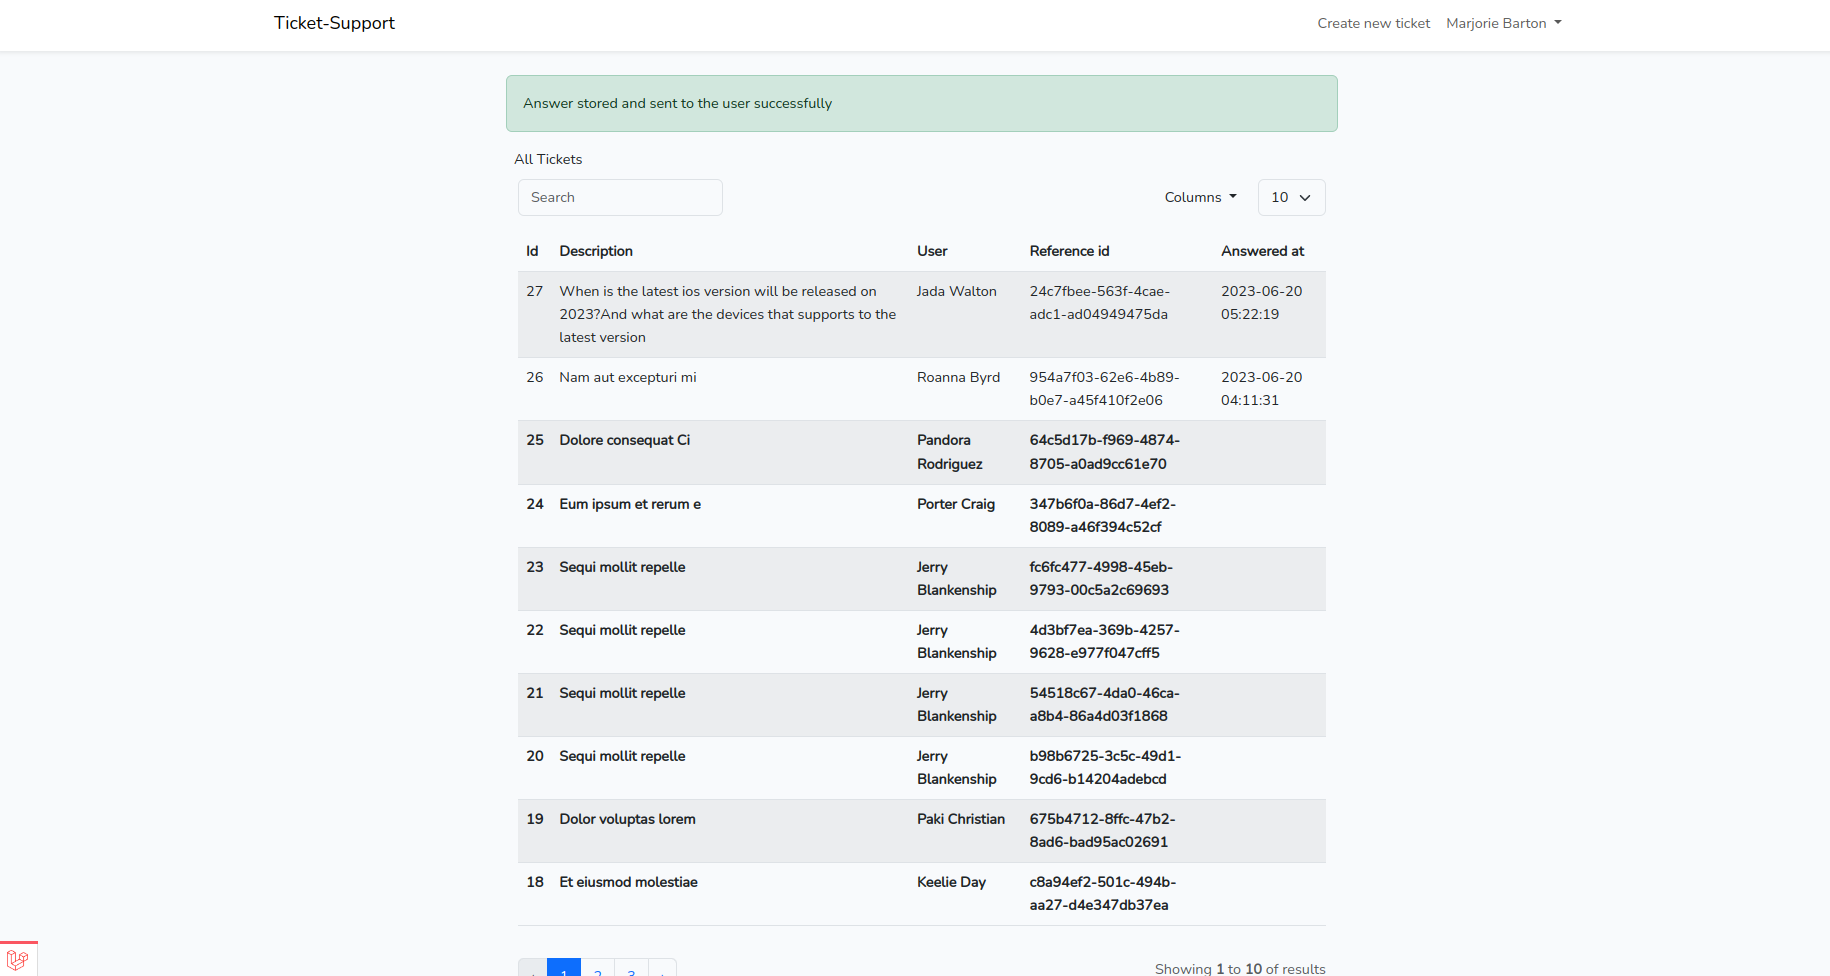 Ticket-Support
Create new ticket Marjorie Barton
Answer stored and sent to the user successfully
All Tickets
Search Columns 10
Id Description User Reference id Answered at
27 When is the latest ios version will be released on Jada Walton 24c7fbee-563f-4cae- 2023-06-20
2023?And what are the devices that supports to the adc1-ad04949475da 05:22:19
latest version
26 Nam aut excepturi mi Roanna Byrd 954a7f03-62e6-4b89- 2023-06-20
b0e7-a45f410f2e06 04:11:31
25 Dolore consequat Ci Pandora 64c5d17b-f969-4874-
Rodriguez 8705-a0ad9cc61e70
24 Eum ipsum et rerum e Porter Craig 347b6f0a-86d7-4ef2-
8089-a46f394c52cf
23 Sequi mollit repelle Jerry fc6fc477-4998-45eb-
Blankenship 9793-00c5a2c69693
22 Sequi mollit repelle Jerry 4d3bf7ea-369b-4257-
Blankenship 9628-e977f047cff5
21 Sequi mollit repelle Jerry 54518c67-4da0-46ca-
Blankenship a8b4-86a4d03f1868
20 Sequi mollit repelle Jerry b98b6725-3c5c-49d1-
Blankenship 9cd6-b14204adebcd
19 Dolor voluptas lorem Paki Christian 675b4712-8ffc-47b2-
8ad6-bad95ac02691
18 Et eiusmod molestiae Keelie Day c8a94ef2-501c-494b-
aa27-d4e347db37ea
1 2 3 Showing 1 to 10 of results